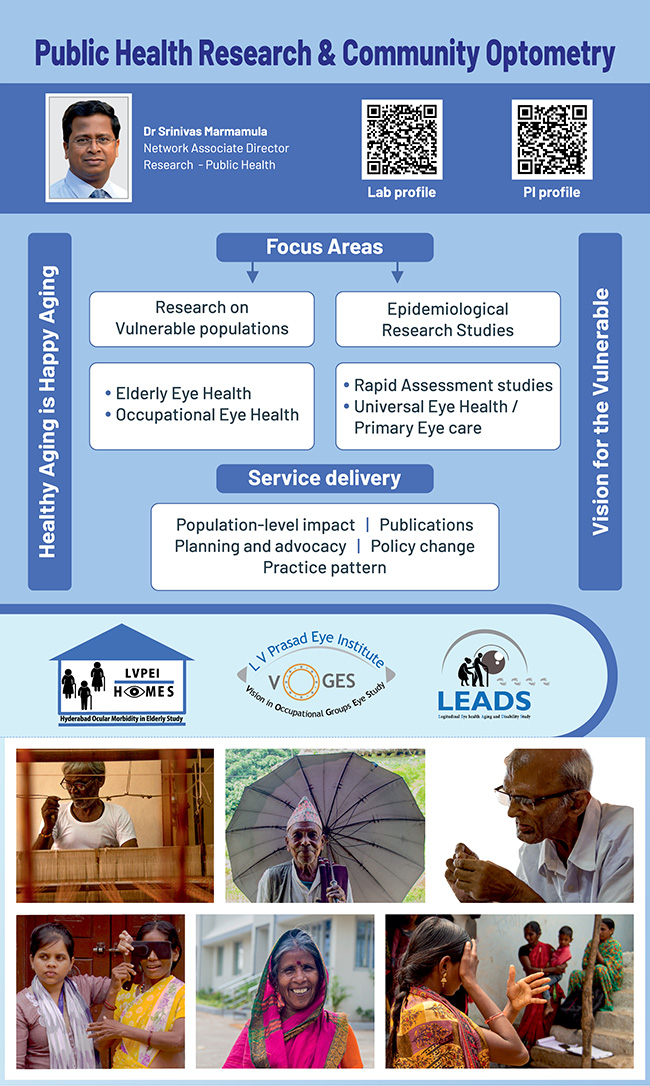 Public Health Research & Community Optometry
Dr Srinivas Marmamula
Network Associate Director
Research - Public Health
Lab profile
PI profile
Healthy Aging is Happy Aging
Focus Areas
Research on
Vulnerable populations
Epidemiological
Research Studies
• Elderly Eye Health
• Occupational Eye Health
• Rapid Assessment studies
• Universal Eye Health /
Primary Eye care
Service delivery
Population-level impact | Publications
Planning and advocacy | Policy change
Practice pattern
Vision for the Vulnerable
LVPEI
HOMES
Hyderabad Ocular Morbidity in Elderly Study
L V Prasad Eye Institute
VOGES
Vision in Occupational Groups Eye Study
LEADS
Logitudinal Eye health Aging and Disability Study